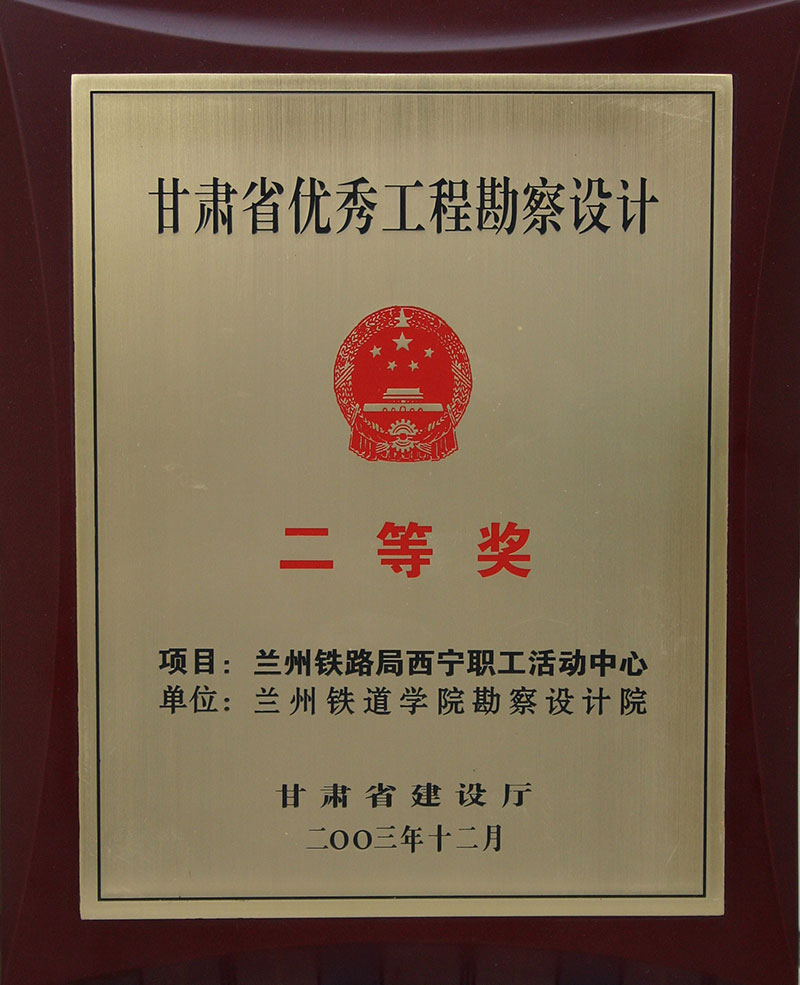 甘肃省优秀工程勘察设计
二等奖
项目：兰州铁路局西宁职工活动中心
单位：兰州铁道学院勘察设计院
甘肃省建设厅
二〇〇三年十二月